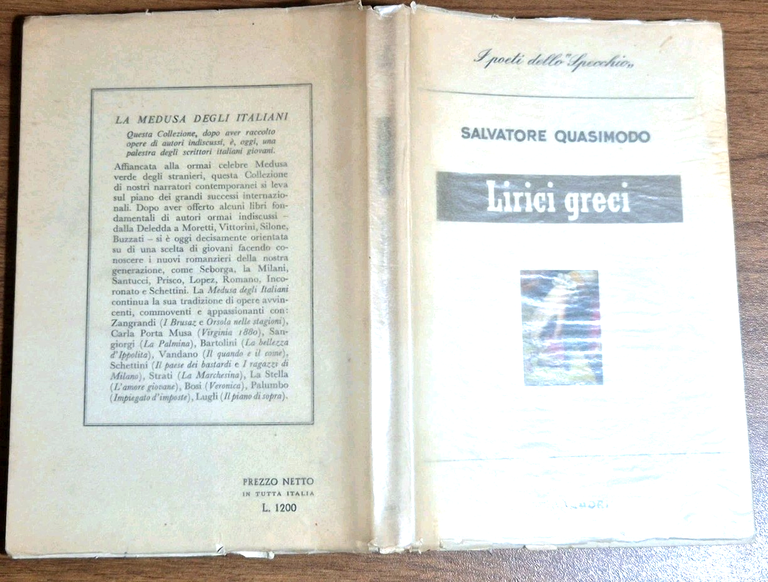 LA MEDUSA DEGLI ITALIANI
Questa Collezione, dopo aver raccolto
opere di autori indiscussi, è, oggi, una
palestra degli scrittori italiani giovani.
Affiancata alla ormai celebre Medusa
verde degli stranieri, questa Collezione
di nostri narratori contemporanei si leva
sul piano dei grandi successi internazio-
nali. Dopo aver offerto alcuni libri fon-
damentali di autori ormai indiscussi –
dalla Deledda a Moretti, Vittorini, Silone,
Buzzati – si è oggi decisamente orientata
su di una scelta di giovani facendo co-
noscere i nuovi romanzieri della nostra
generazione, come Seborga, la Milani,
Santucci, Prisco, Lopez, Romano, Inco-
ronato e Schettini. La Medusa degli Italiani
continua la sua tradizione di opere avvin-
centi, commoventi e appassionanti con:
Zangrandi (I Brusaz e Orsola nelle stagioni),
Carla Porta Musa (Virginia 1880), San-
giorgi (La Palmina), Bartolini (La bellezza
d'Ippolita), Vandano (Il quando e il come),
Schettini (Il paese dei bastardi e I ragazzi di
Milano), Strati (La Marchesina), La Stella
(L'amore giovane), Bosi (Veronica), Palumbo
(Impiegato d'imposte), Lugli (Il piano di sopra).
PREZZO NETTO
IN TUTTA ITALIA
L. 1200
I poeti dello "Specchio„
SALVATORE QUASIMODO
Lirici greci